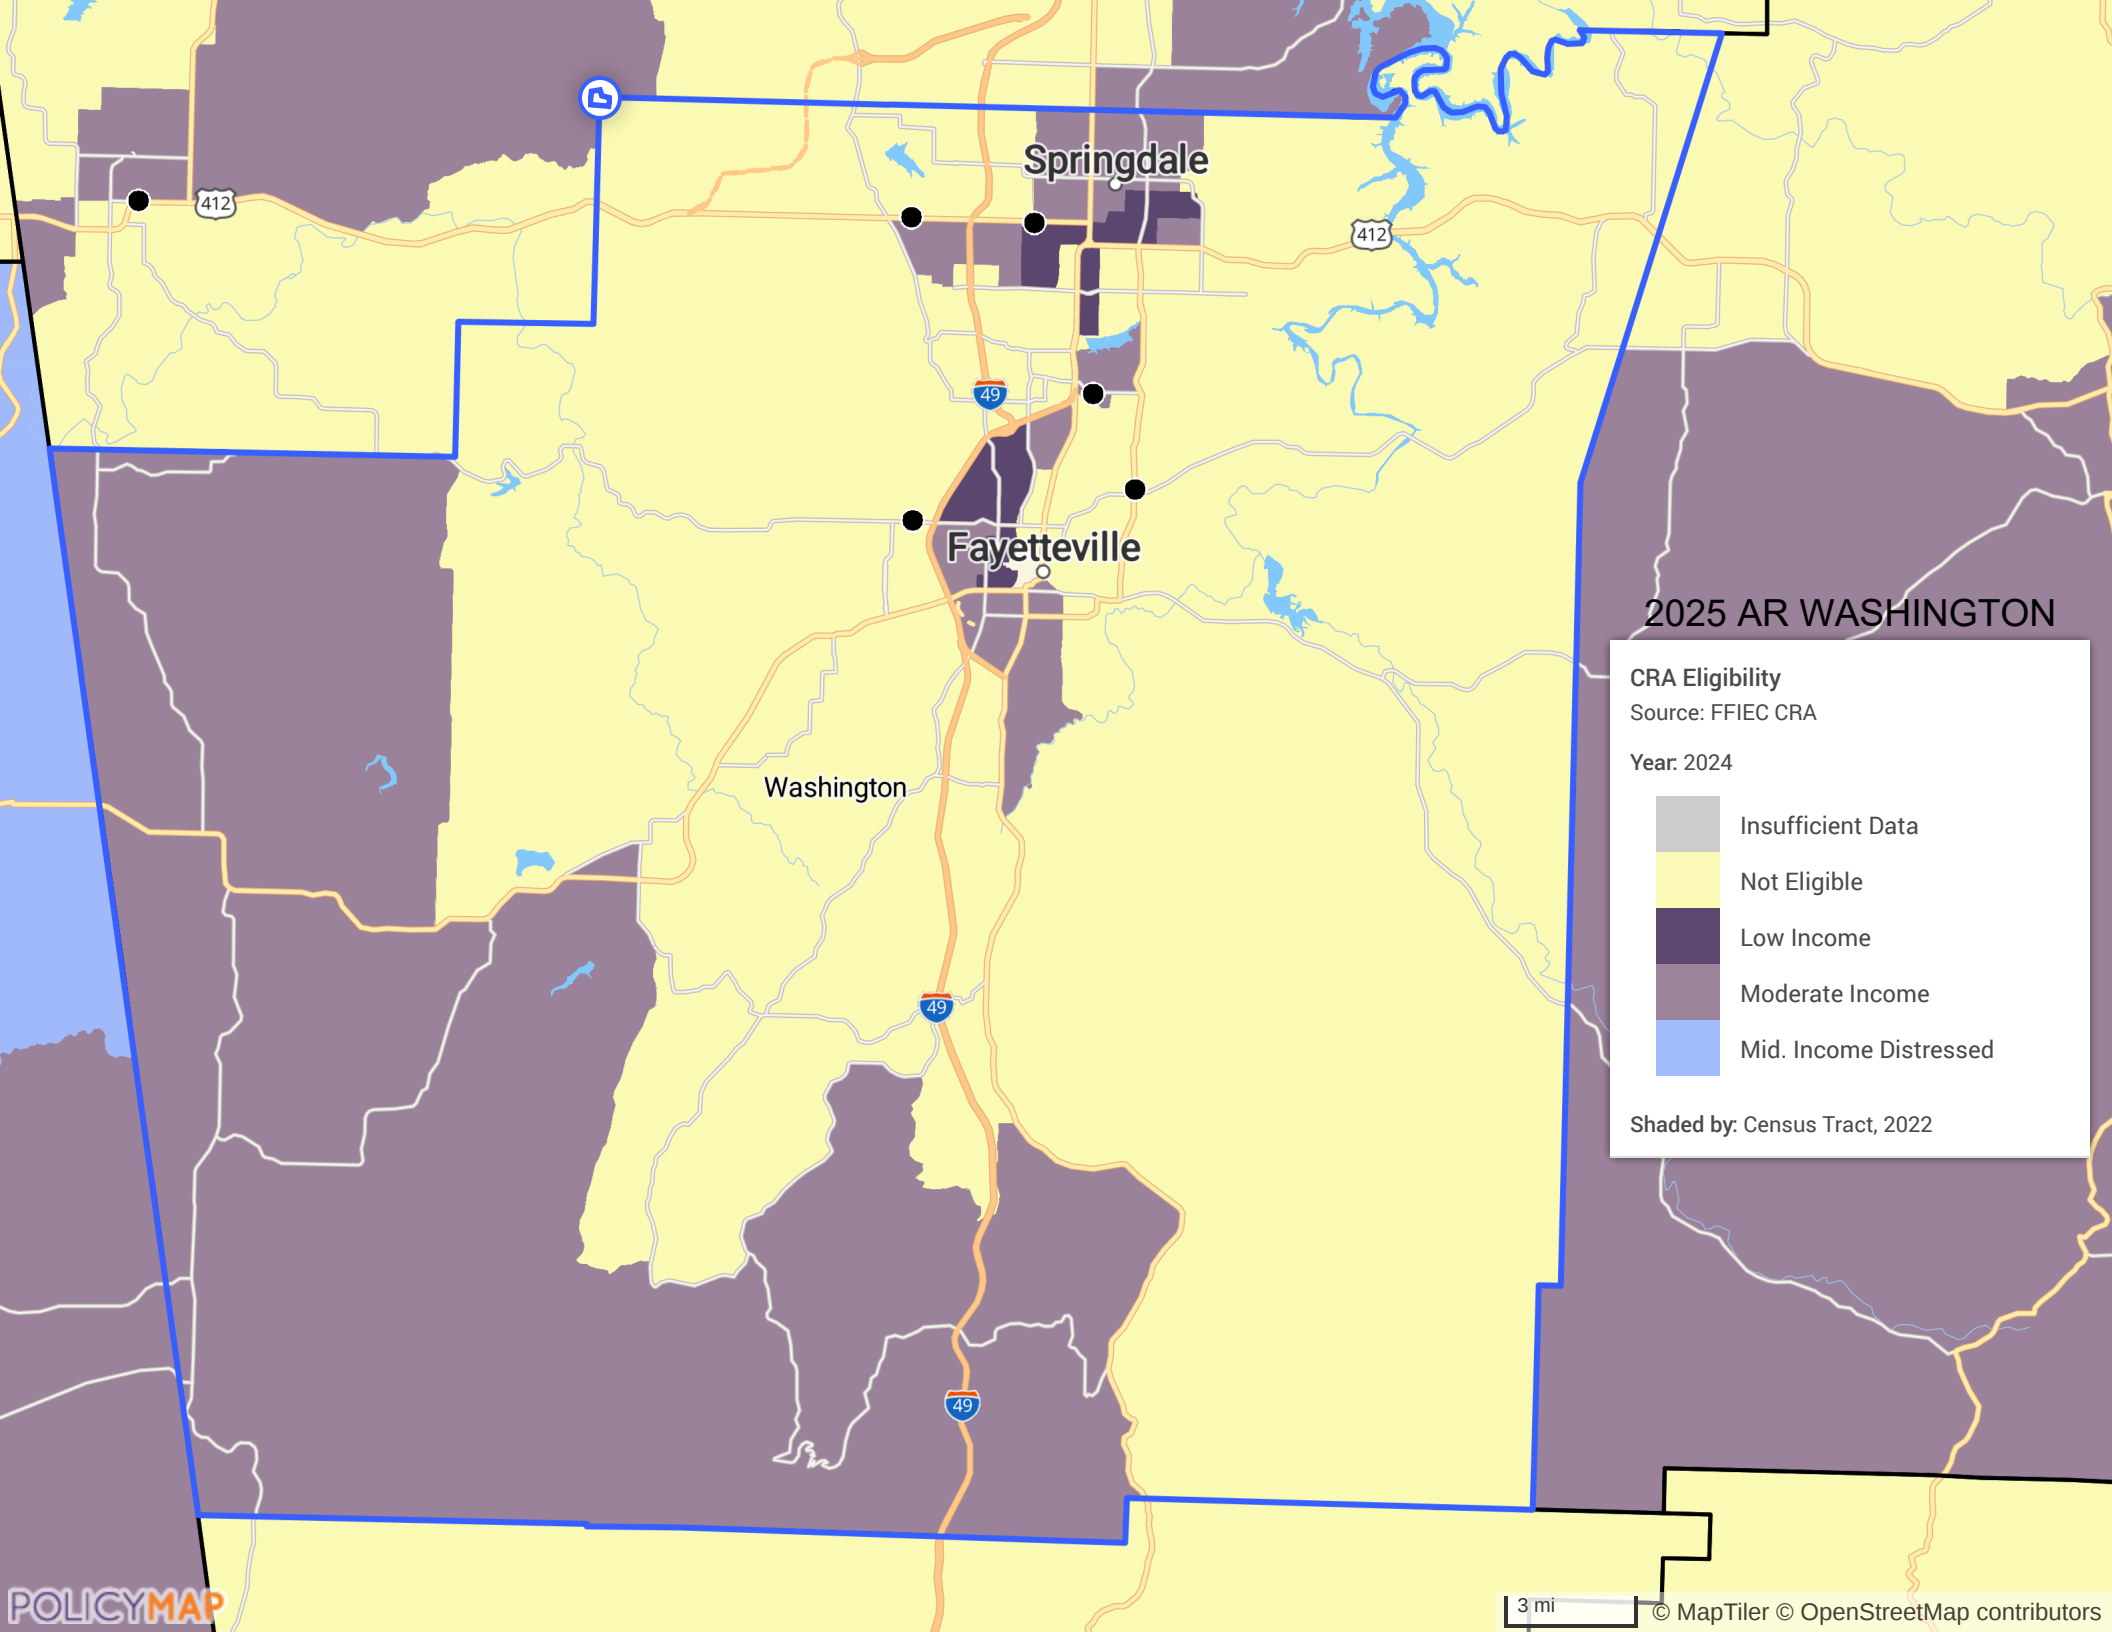 Springdale
412
412
49
Fayetteville
2025 AR WASHINGTON
CRA Eligibility
Source: FFIEC CRA
Year: 2024
Washington
Insufficient Data
Not Eligible
Low Income
Moderate Income
49
Mid. Income Distressed
Shaded by: Census Tract, 2022
49
POLICYMAP
3 mi
© MapTiler © OpenStreetMap contributors